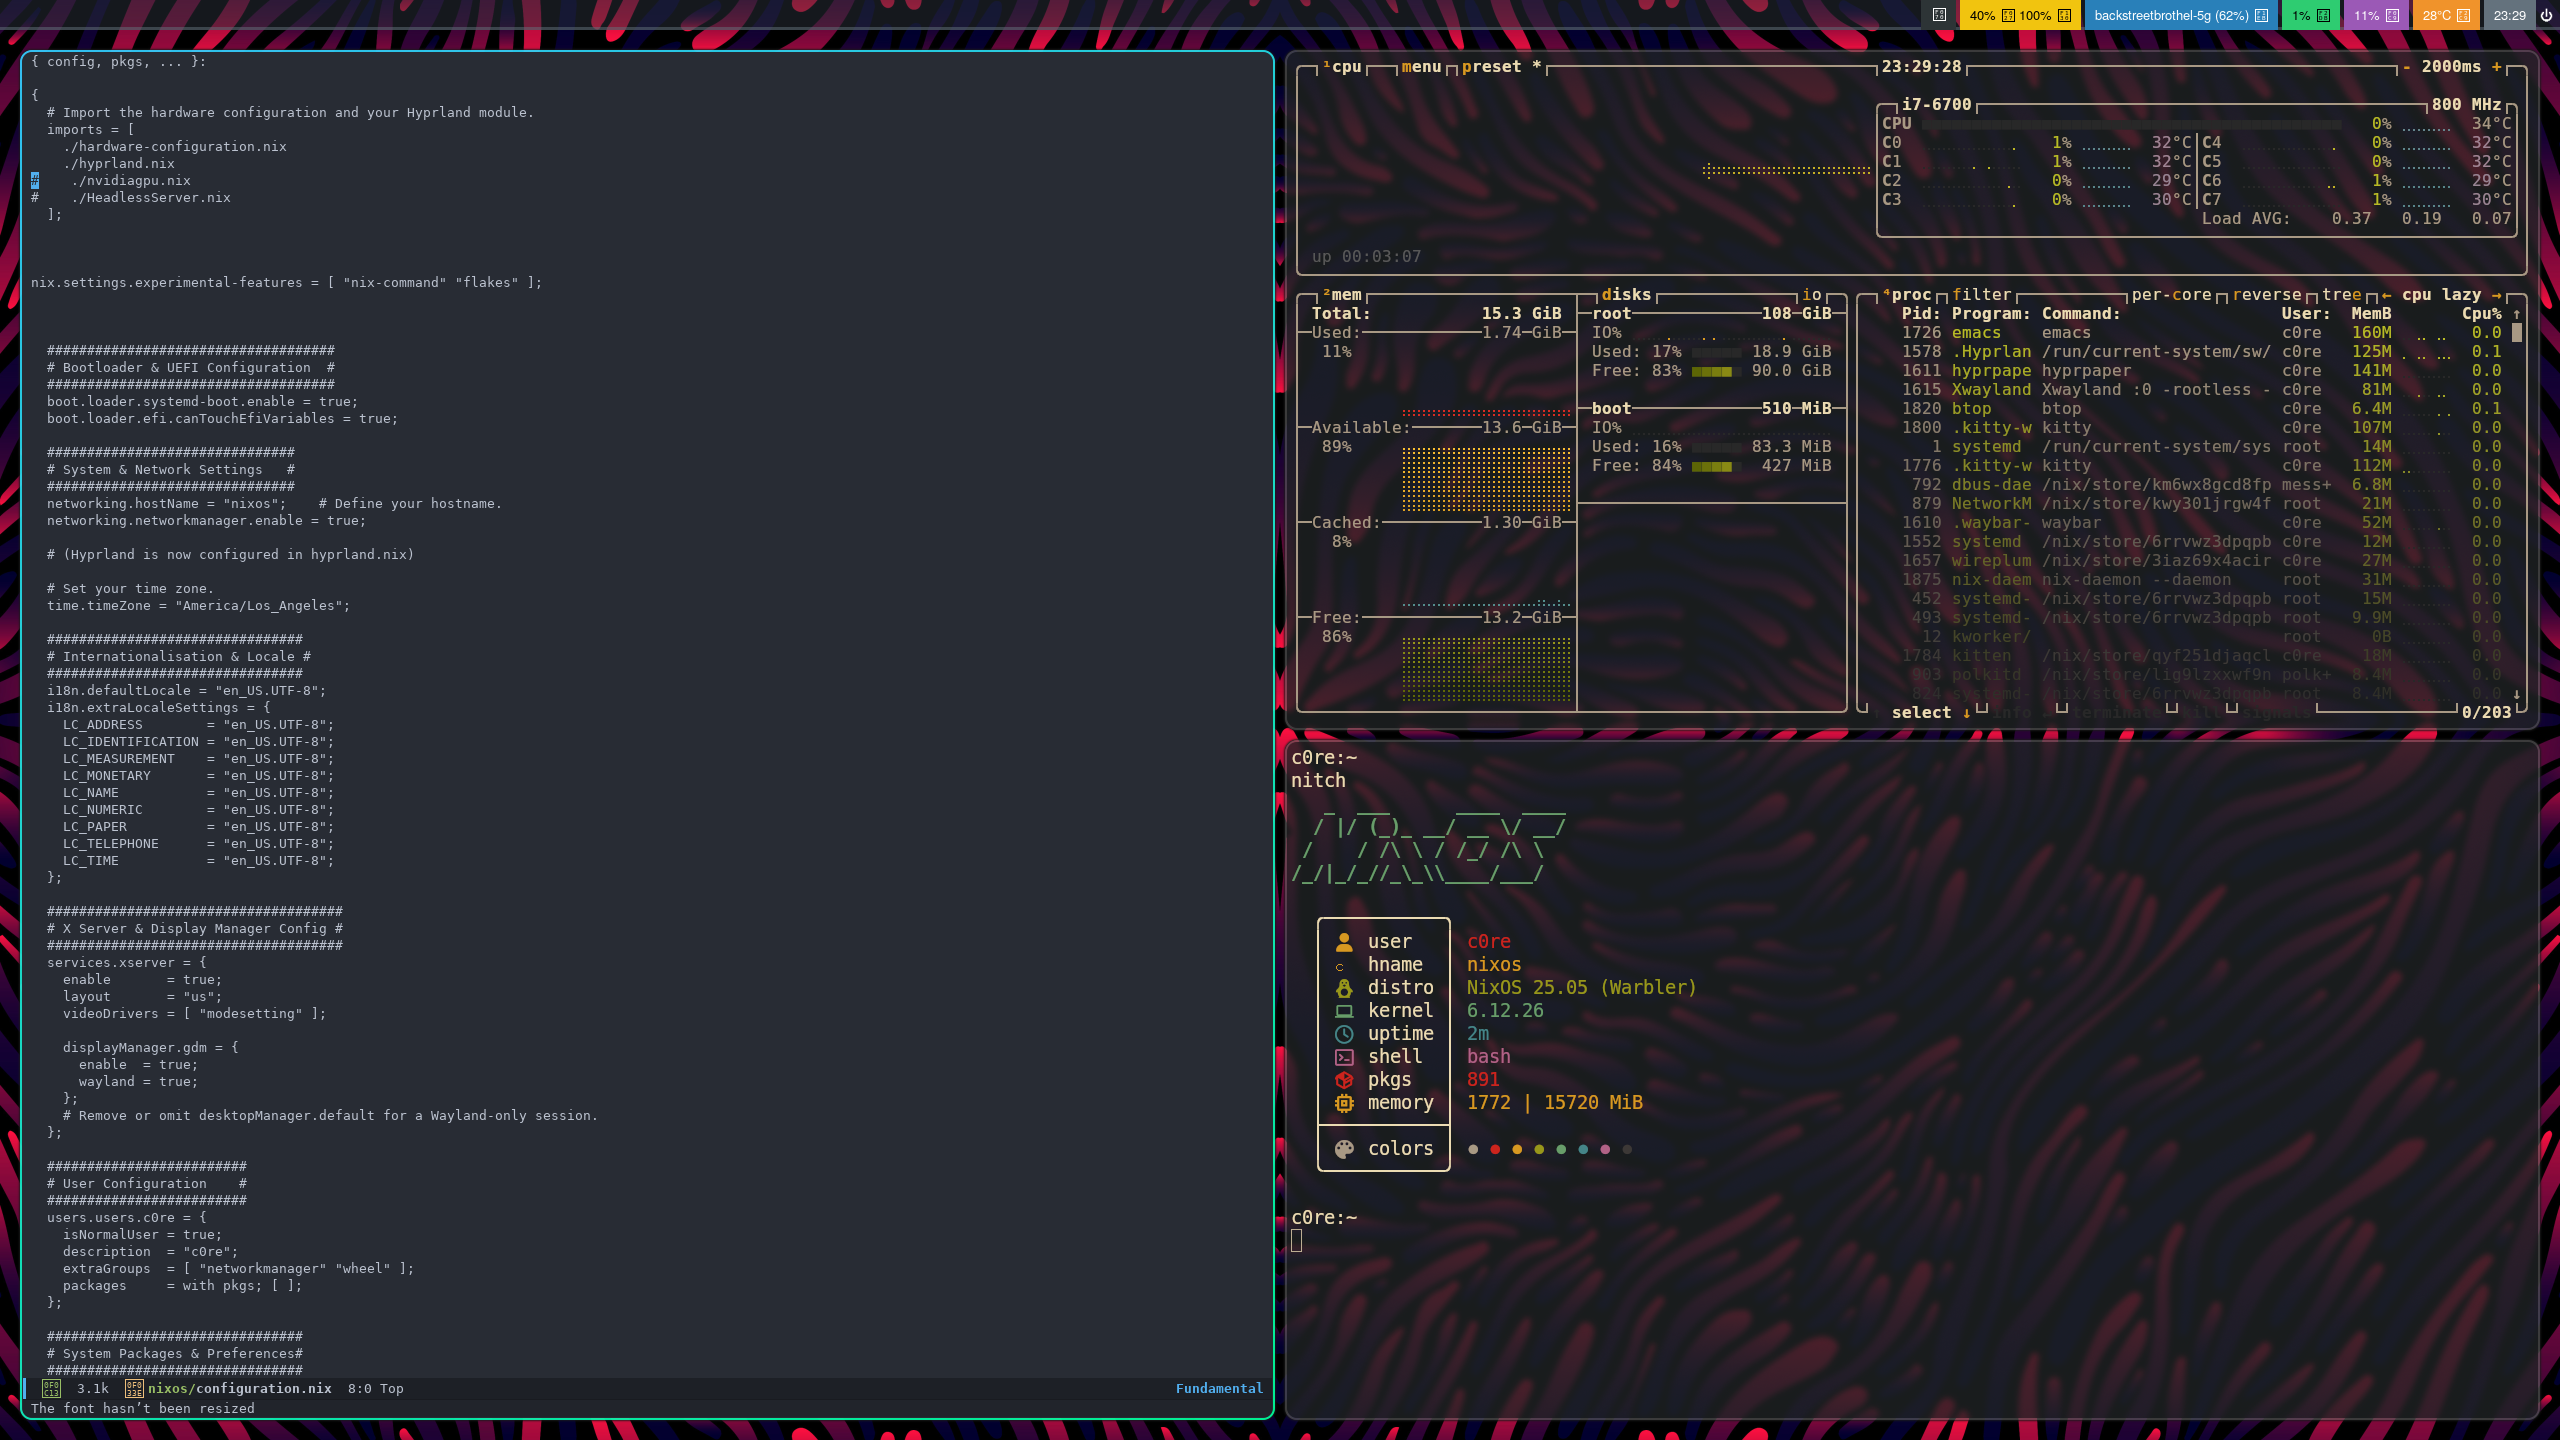 40% 100% backstreetbrothel-5g (62%) 1% 11% 28°C 23:29
{ config, pkgs, ... }:
{
# Import the hardware configuration and your Hyprland module.
imports = [
./hardware-configuration.nix
./hyprland.nix
#    ./nvidiagpu.nix
#    ./HeadlessServer.nix
];
nix.settings.experimental-features = [ "nix-command" "flakes" ];
####################################
# Bootloader & UEFI Configuration  #
####################################
boot.loader.systemd-boot.enable = true;
boot.loader.efi.canTouchEfiVariables = true;
###############################
# System & Network Settings   #
###############################
networking.hostName = "nixos";    # Define your hostname.
networking.networkmanager.enable = true;
# (Hyprland is now configured in hyprland.nix)
# Set your time zone.
time.timeZone = "America/Los_Angeles";
################################
# Internationalisation & Locale #
################################
i18n.defaultLocale = "en_US.UTF-8";
i18n.extraLocaleSettings = {
LC_ADDRESS        = "en_US.UTF-8";
LC_IDENTIFICATION = "en_US.UTF-8";
LC_MEASUREMENT    = "en_US.UTF-8";
LC_MONETARY       = "en_US.UTF-8";
LC_NAME           = "en_US.UTF-8";
LC_NUMERIC        = "en_US.UTF-8";
LC_PAPER          = "en_US.UTF-8";
LC_TELEPHONE      = "en_US.UTF-8";
LC_TIME           = "en_US.UTF-8";
};
#####################################
# X Server & Display Manager Config #
#####################################
services.xserver = {
enable       = true;
layout       = "us";
videoDrivers = [ "modesetting" ];
displayManager.gdm = {
enable  = true;
wayland = true;
};
# Remove or omit desktopManager.default for a Wayland-only session.
};
#########################
# User Configuration    #
#########################
users.users.c0re = {
isNormalUser = true;
description  = "c0re";
extraGroups  = [ "networkmanager" "wheel" ];
packages     = with pkgs; [ ];
};
################################
# System Packages & Preferences#
################################
3.1k nixos/configuration.nix 8:0 Top Fundamental
The font hasn’t been resized
¹cpu menu preset * 23:29:28 - 2000ms +
i7-6700 800 MHz
CPU 0% 34°C
C0 1% 32°C C4 0% 32°C
C1 1% 32°C C5 0% 32°C
C2 0% 29°C C6 1% 29°C
C3 0% 30°C C7 1% 30°C
Load AVG: 0.37 0.19 0.07
up 00:03:07
²mem
Total: 15.3 GiB
Used: 1.74 GiB
11%
Available: 13.6 GiB
89%
Cached: 1.30 GiB
8%
Free: 13.2 GiB
86%
disks io
root 108 GiB
IO%
Used: 17% 18.9 GiB
Free: 83% 90.0 GiB
boot 510 MiB
IO%
Used: 16% 83.3 MiB
Free: 84% 427 MiB
⁴proc filter per-core reverse tree ← cpu lazy →
Pid: Program: Command: User: MemB Cpu% ↑
1726 emacs emacs c0re 160M 0.0
1578 .Hyprlan /run/current-system/sw/ c0re 125M 0.1
1611 hyprpape hyprpaper c0re 141M 0.0
1615 Xwayland Xwayland :0 -rootless - c0re 81M 0.0
1820 btop btop c0re 6.4M 0.1
1800 .kitty-w kitty c0re 107M 0.0
1 systemd /run/current-system/sys root 14M 0.0
1776 .kitty-w kitty c0re 112M 0.0
792 dbus-dae /nix/store/km6wx8gcd8fp mess+ 6.8M 0.0
879 NetworkM /nix/store/kwy301jrgw4f root 21M 0.0
1610 .waybar- waybar c0re 52M 0.0
1552 systemd /nix/store/6rrvwz3dpqpb c0re 12M 0.0
1657 wireplum /nix/store/3iaz69x4acir c0re 27M 0.0
1875 nix-daem nix-daemon --daemon root 31M 0.0
452 systemd- /nix/store/6rrvwz3dpqpb root 15M 0.0
493 systemd- /nix/store/6rrvwz3dpqpb root 9.9M 0.0
12 kworker/ root 0B 0.0
1784 kitten /nix/store/qyf251djaqcl c0re 18M 0.0
903 polkitd /nix/store/lig9lzxxwf9n polk+ 8.4M 0.0
824 systemd- /nix/store/6rrvwz3dpqpb root 8.4M 0.0 ↓
select ↓ info terminate kill signals 0/203
c0re:~
nitch
user c0re
hname nixos
distro NixOS 25.05 (Warbler)
kernel 6.12.26
uptime 2m
shell bash
pkgs 891
memory 1772 | 15720 MiB
colors
c0re:~